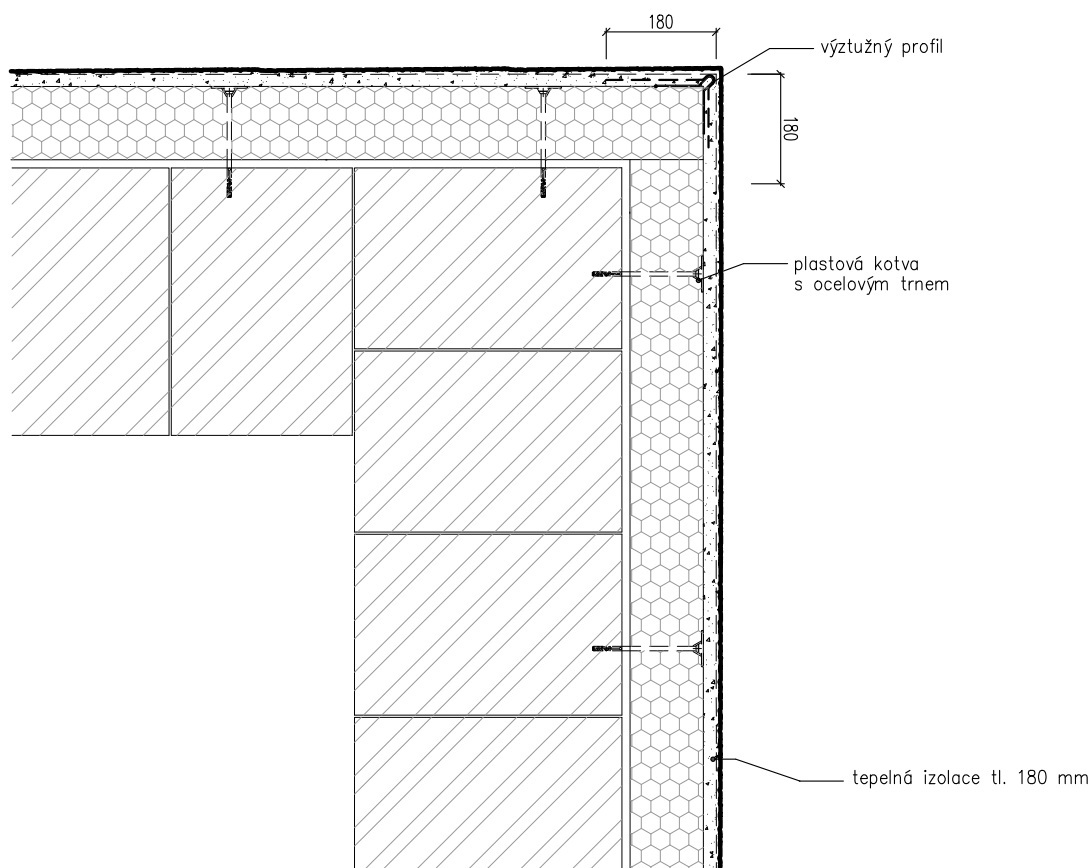 180
výztužný profil
180
plastová kotva
s ocelovým trnem
tepelná izolace tl. 180 mm